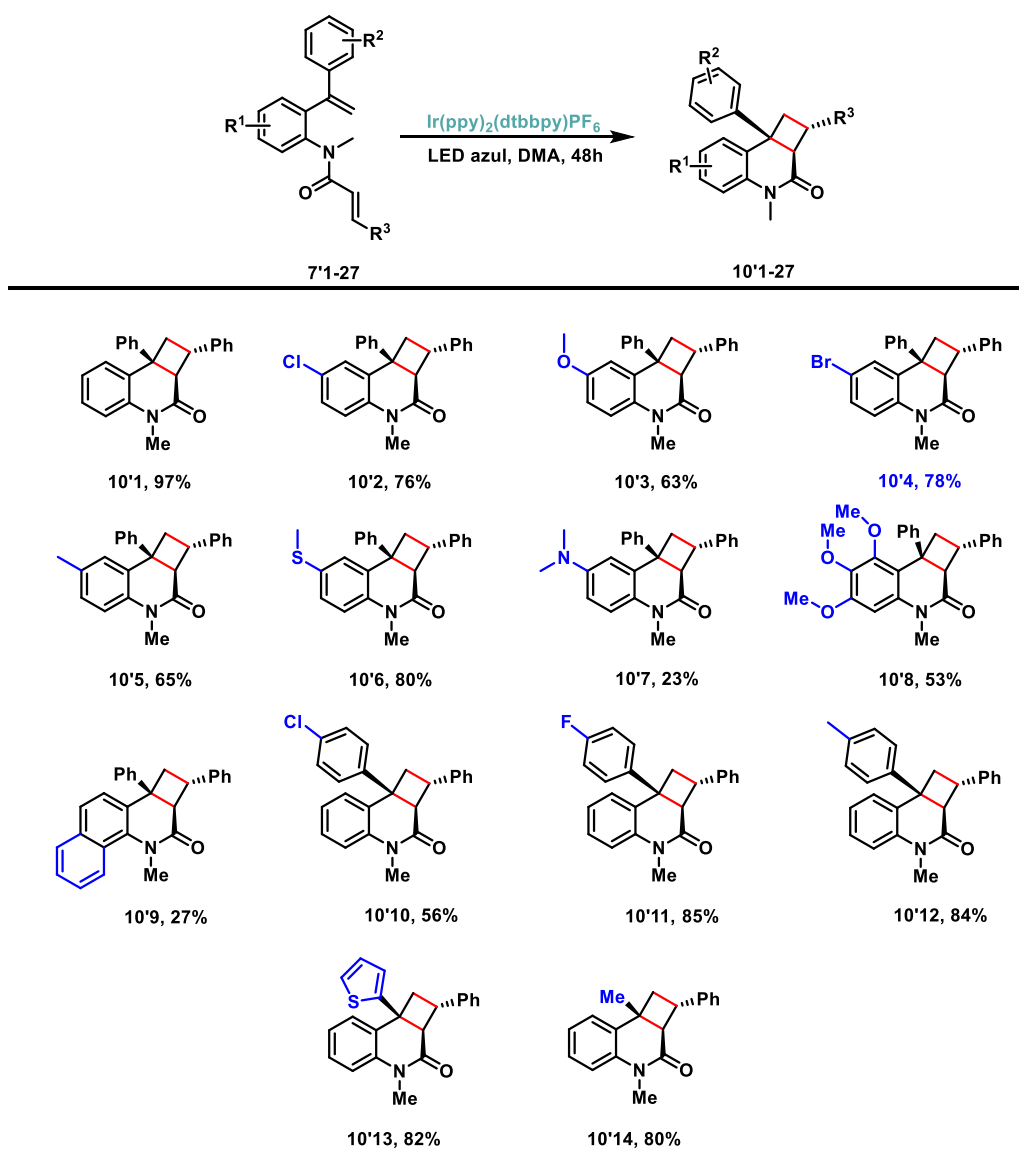 R²
R¹
N
O
R³
7'1-27
Ir(ppy)₂(dtbbpy)PF₆
LED azul, DMA, 48h
R²
R³
R¹
N
O
10'1-27
Ph
Ph
N
O
Me
10'1, 97%
Cl
Ph
Ph
N
O
Me
10'2, 76%
O
Ph
Ph
N
O
Me
10'3, 63%
Br
Ph
Ph
N
O
Me
10'4, 78%
Ph
Ph
N
O
Me
10'5, 65%
S
Ph
Ph
N
O
Me
10'6, 80%
N
Ph
Ph
N
O
Me
10'7, 23%
Me
Me
O
O
Me
O
Ph
Ph
N
O
Me
10'8, 53%
Ph
Ph
N
O
Me
10'9, 27%
Cl
Ph
N
O
Me
10'10, 56%
F
Ph
N
O
Me
10'11, 85%
Ph
N
O
Me
10'12, 84%
S
Ph
N
O
Me
10'13, 82%
Me
Ph
N
O
Me
10'14, 80%